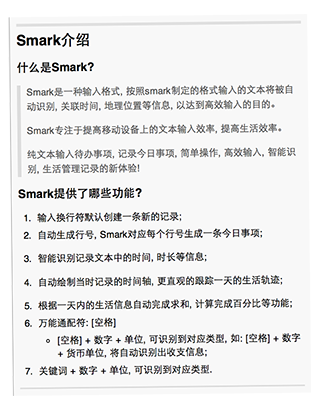 Smark介绍
什么是Smark?
Smark是一种输入格式, 按照smark制定的格式输入的文本将被自
动识别, 关联时间, 地理位置等信息, 以达到高效输入的目的。
Smark专注于提高移动设备上的文本输入效率, 提高生活效率。
纯文本输入待办事项, 记录今日事项, 简单操作, 高效输入, 智能识
别, 生活管理记录的新体验!
Smark提供了哪些功能?
1. 输入换行符默认创建一条新的记录;
2. 自动生成行号, Smark对应每个行号生成一条今日事项;
3. 智能识别记录文本中的时间, 时长等信息;
4. 自动绘制当时记录的时间轴, 更直观的跟踪一天的生活轨迹;
5. 根据一天内的生活信息自动完成求和, 计算完成百分比等功能;
6. 万能通配符: [空格]
[空格] + 数字 + 单位, 可识别到对应类型, 如: [空格] + 数字
+ 货币单位, 将自动识别出收支信息;
7. 关键词 + 数字 + 单位, 可识别到对应类型.